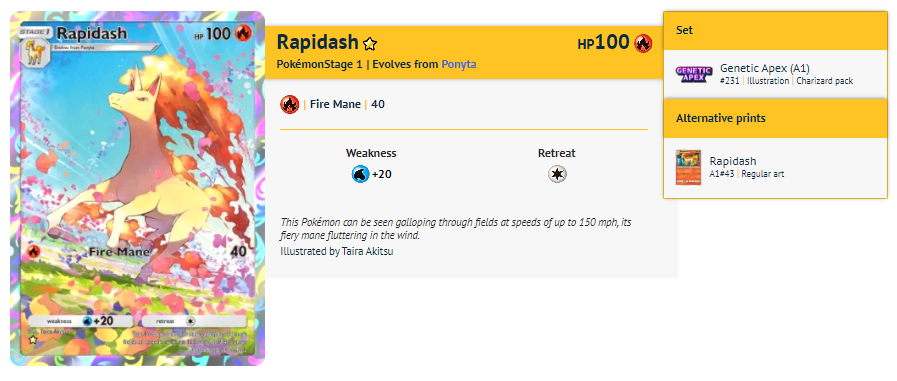 STAGE 1 Rapidash HP 100
Evolves from Ponyta
Fire Mane 40
weakness +20 retreat
Illus. Taira Akitsu
Rapidash
HP100
PokémonStage 1 | Evolves from Ponyta
| Fire Mane | 40
Weakness Retreat
+20
This Pokémon can be seen galloping through fields at speeds of up to 150 mph, its
fiery mane fluttering in the wind.
Illustrated by Taira Akitsu
Set
GENETIC APEX
Genetic Apex (A1)
#231 | Illustration | Charizard pack
Alternative prints
Rapidash
A1#43 | Regular art